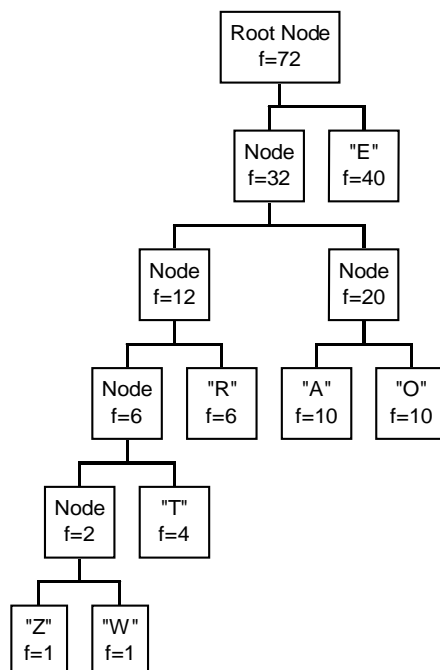 Root Node
f=72
Node
f=32
"E"
f=40
Node
f=12
Node
f=20
Node
f=6
"R"
f=6
"A"
f=10
"O"
f=10
Node
f=2
"T"
f=4
"Z"
f=1
"W"
f=1